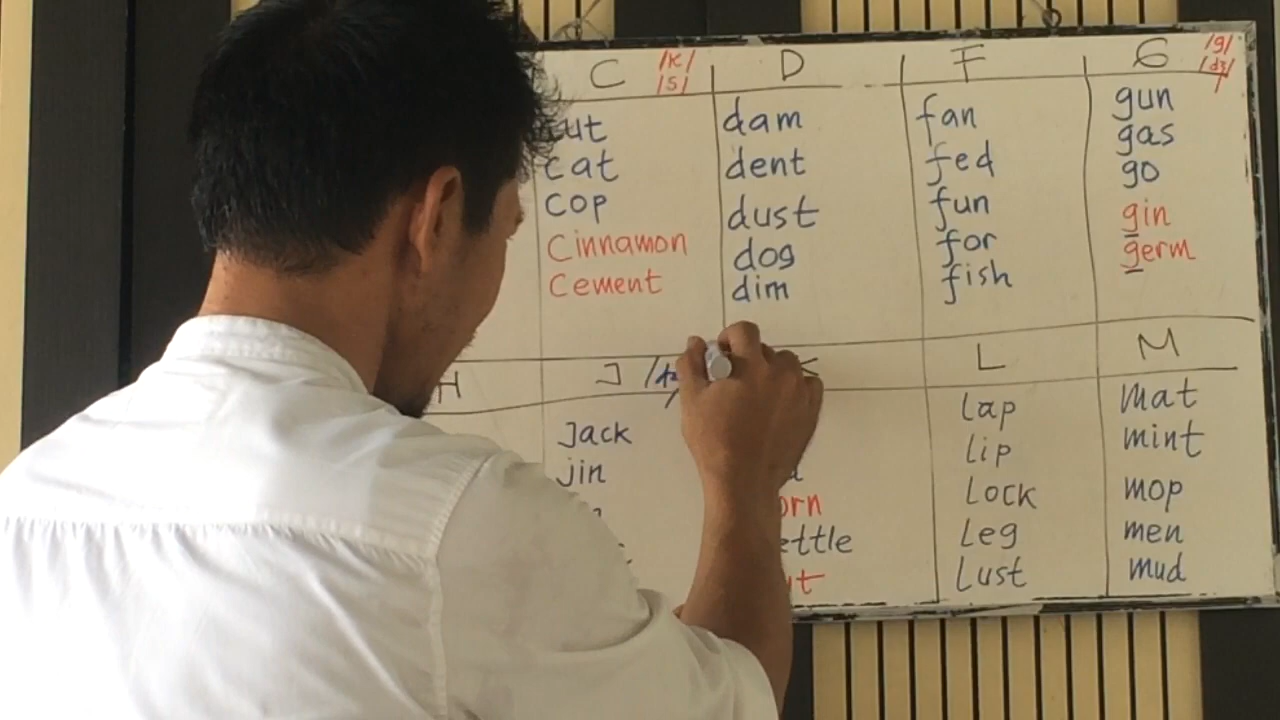 C /k/ /s/
cut
cat
cop
Cinnamon
Cement
D
dam
dent
dust
dog
dim
F
fan
fed
fun
for
fish
G /g/ /dʒ/
gun
gas
go
gin
germ
H
J
Jack
jin
K
L
Lap
Lip
Lock
Leg
Lust
M
Mat
mint
mop
men
mud